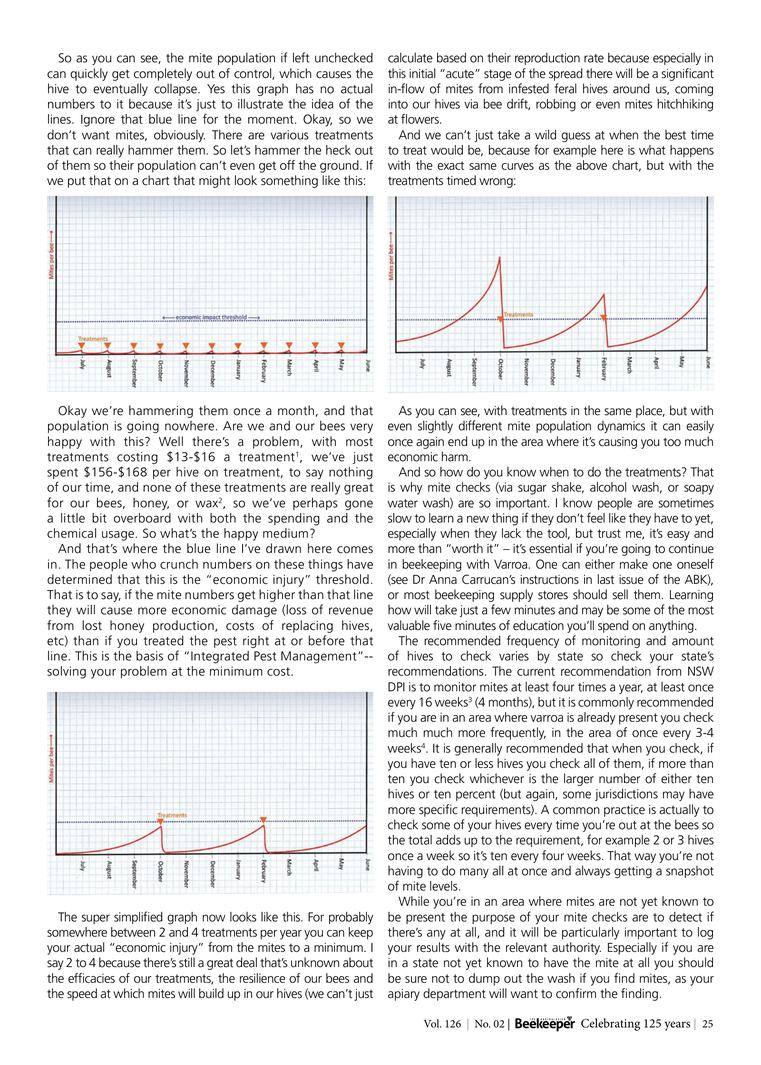 So as you can see, the mite population if left unchecked
can quickly get completely out of control, which causes the
hive to eventually collapse. Yes this graph has no actual
numbers to it because it's just to illustrate the idea of the
lines. Ignore that blue line for the moment. Okay, so we
don't want mites, obviously. There are various treatments
that can really hammer them. So let's hammer the heck out
of them so their population can't even get off the ground. If
we put that on a chart that might look something like this:
Mites per bee
economic impact threshold
Treatments
July
August
September
October
November
December
January
February
March
April
May
June
Okay we're hammering them once a month, and that
population is going nowhere. Are we and our bees very
happy with this? Well there's a problem, with most
treatments costing $13-$16 a treatment¹, we've just
spent $156-$168 per hive on treatment, to say nothing
of our time, and none of these treatments are really great
for our bees, honey, or wax², so we've perhaps gone
a little bit overboard with both the spending and the
chemical usage. So what's the happy medium?
And that's where the blue line I've drawn here comes
in. The people who crunch numbers on these things have
determined that this is the "economic injury" threshold.
That is to say, if the mite numbers get higher than that line
they will cause more economic damage (loss of revenue
from lost honey production, costs of replacing hives,
etc) than if you treated the pest right at or before that
line. This is the basis of "Integrated Pest Management"--
solving your problem at the minimum cost.
Mites per bee
Treatments
July
August
September
October
November
December
January
February
March
April
May
June
The super simplified graph now looks like this. For probably
somewhere between 2 and 4 treatments per year you can keep
your actual "economic injury" from the mites to a minimum. I
say 2 to 4 because there's still a great deal that's unknown about
the efficacies of our treatments, the resilience of our bees and
the speed at which mites will build up in our hives (we can't just
calculate based on their reproduction rate because especially in
this initial "acute" stage of the spread there will be a significant
in-flow of mites from infested feral hives around us, coming
into our hives via bee drift, robbing or even mites hitchhiking
at flowers.
And we can't just take a wild guess at when the best time
to treat would be, because for example here is what happens
with the exact same curves as the above chart, but with the
treatments timed wrong:
Mites per bee
Treatments
July
August
September
October
November
December
January
February
March
April
May
June
As you can see, with treatments in the same place, but with
even slightly different mite population dynamics it can easily
once again end up in the area where it's causing you too much
economic harm.
And so how do you know when to do the treatments? That
is why mite checks (via sugar shake, alcohol wash, or soapy
water wash) are so important. I know people are sometimes
slow to learn a new thing if they don't feel like they have to yet,
especially when they lack the tool, but trust me, it's easy and
more than "worth it" – it's essential if you're going to continue
in beekeeping with Varroa. One can either make one oneself
(see Dr Anna Carrucan's instructions in last issue of the ABK),
or most beekeeping supply stores should sell them. Learning
how will take just a few minutes and may be some of the most
valuable five minutes of education you'll spend on anything.
The recommended frequency of monitoring and amount
of hives to check varies by state so check your state's
recommendations. The current recommendation from NSW
DPI is to monitor mites at least four times a year, at least once
every 16 weeks³ (4 months), but it is commonly recommended
if you are in an area where varroa is already present you check
much much more frequently, in the area of once every 3-4
weeks⁴. It is generally recommended that when you check, if
you have ten or less hives you check all of them, if more than
ten you check whichever is the larger number of either ten
hives or ten percent (but again, some jurisdictions may have
more specific requirements). A common practice is actually to
check some of your hives every time you're out at the bees so
the total adds up to the requirement, for example 2 or 3 hives
once a week so it's ten every four weeks. That way you're not
having to do many all at once and always getting a snapshot
of mite levels.
While you're in an area where mites are not yet known to
be present the purpose of your mite checks are to detect if
there's any at all, and it will be particularly important to log
your results with the relevant authority. Especially if you are
in a state not yet known to have the mite at all you should
be sure not to dump out the wash if you find mites, as your
apiary department will want to confirm the finding.
Vol. 126 | No. 02 | Beekeeper Celebrating 125 years | 25